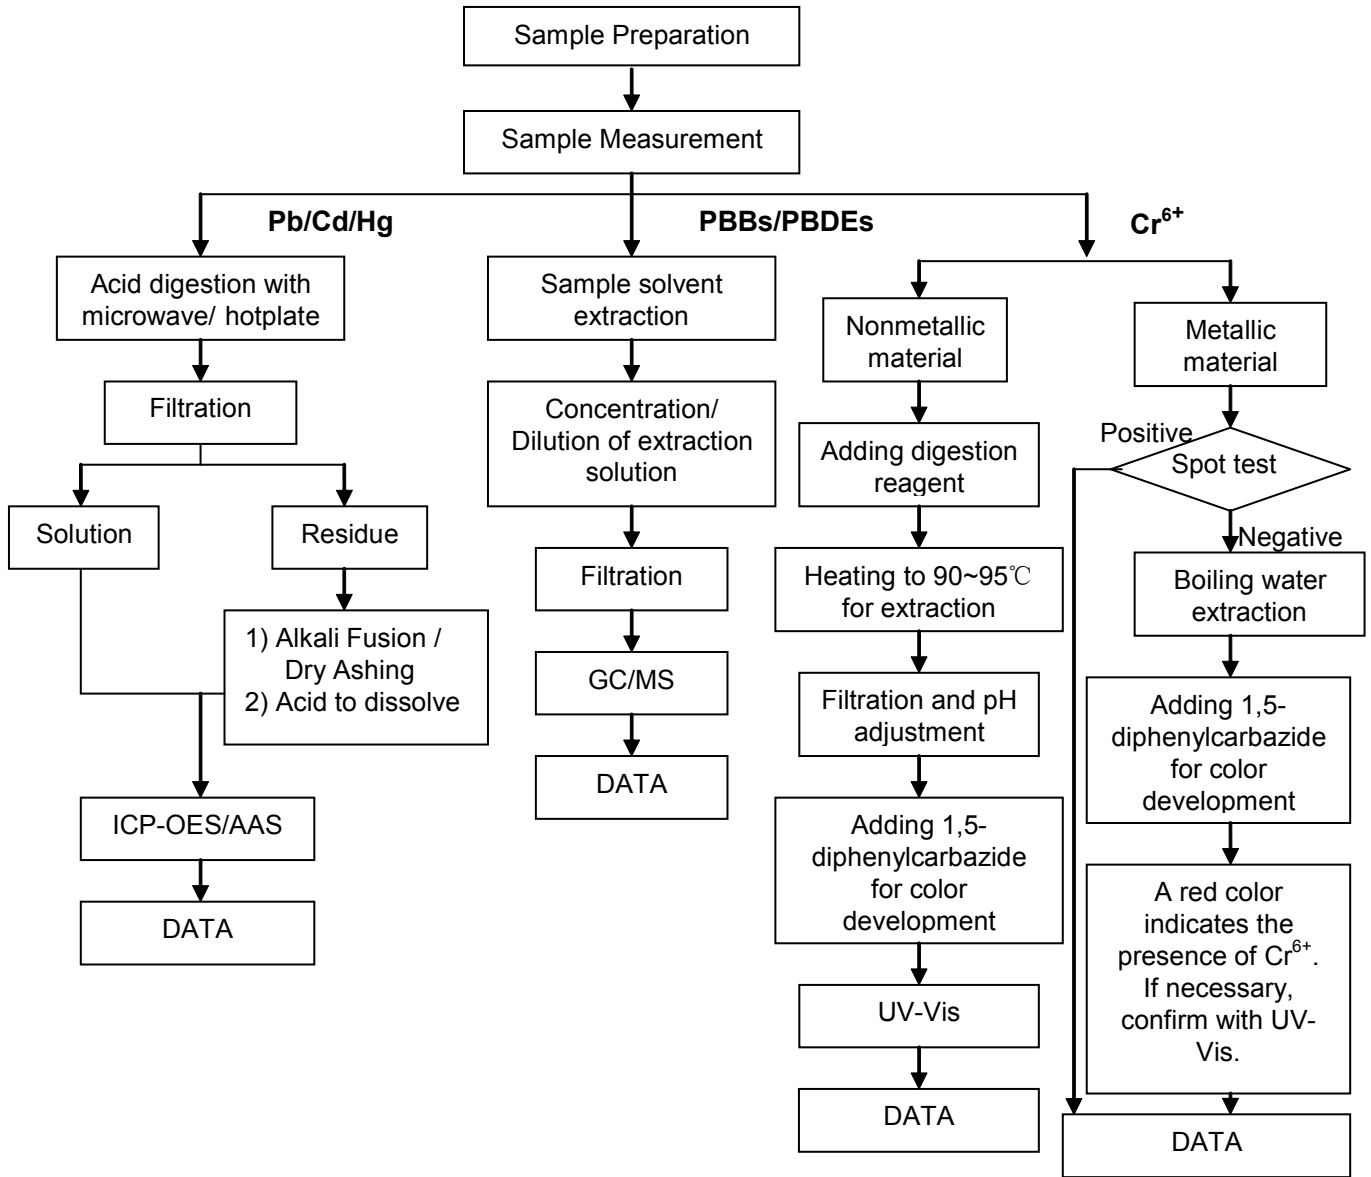 Sample Preparation
Sample Measurement
Pb/Cd/Hg
PBBs/PBDEs
Cr⁶⁺
Acid digestion with
microwave/ hotplate
Filtration
Solution
Residue
1) Alkali Fusion /
Dry Ashing
2) Acid to dissolve
ICP-OES/AAS
DATA
Sample solvent
extraction
Concentration/
Dilution of extraction
solution
Filtration
GC/MS
DATA
Nonmetallic
material
Adding digestion
reagent
Heating to 90~95℃
for extraction
Filtration and pH
adjustment
Adding 1,5-
diphenylcarbazide
for color
development
UV-Vis
DATA
Metallic
material
Positive
Spot test
Negative
Boiling water
extraction
Adding 1,5-
diphenylcarbazide
for color
development
A red color
indicates the
presence of Cr⁶⁺.
If necessary,
confirm with UV-
Vis.
DATA